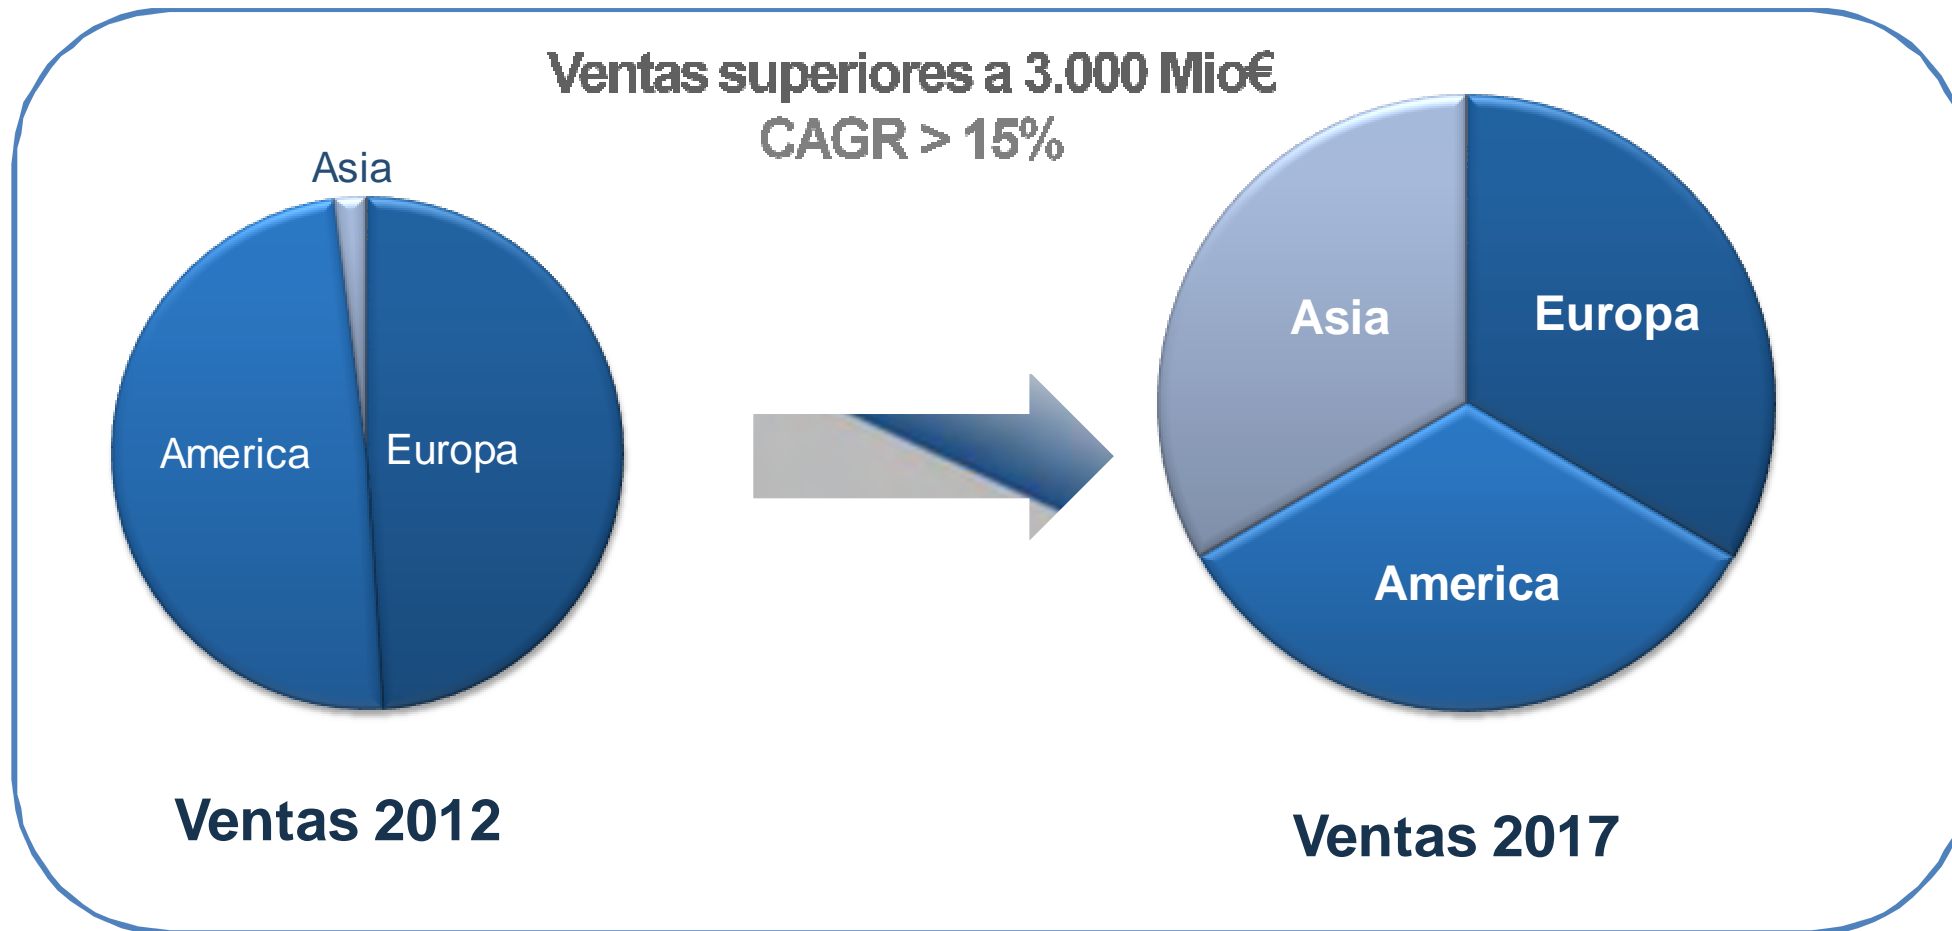 Ventas superiores a 3.000 Mio€
CAGR > 15%
Asia
America
Europa
Ventas 2012
Asia
Europa
America
Ventas 2017